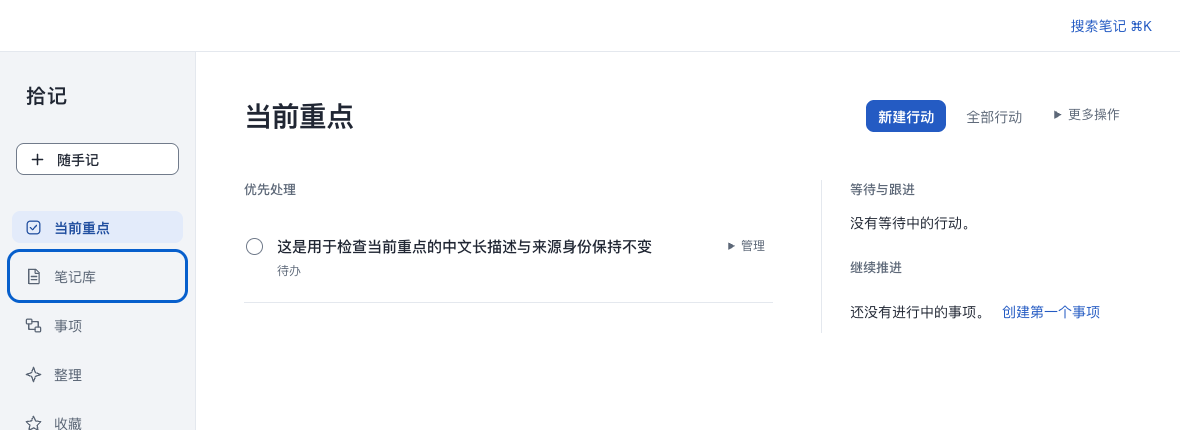 搜索笔记 ⌘K
拾记
随手记
当前重点
笔记库
事项
整理
收藏
当前重点
新建行动
全部行动
更多操作
优先处理
这是用于检查当前重点的中文长描述与来源身份保持不变
管理
待办
等待与跟进
没有等待中的行动。
继续推进
还没有进行中的事项。 创建第一个事项